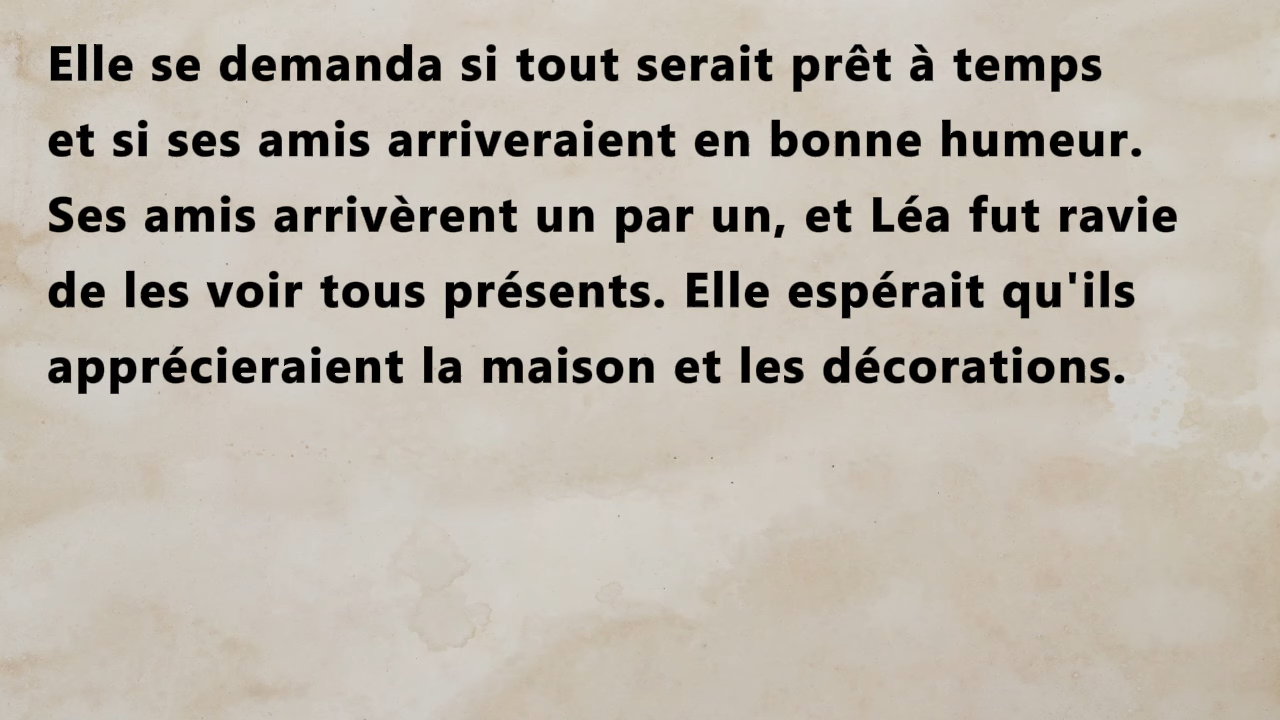 Elle se demanda si tout serait prêt à temps
et si ses amis arriveraient en bonne humeur.
Ses amis arrivèrent un par un, et Léa fut ravie
de les voir tous présents. Elle espérait qu'ils
apprécieraient la maison et les décorations.